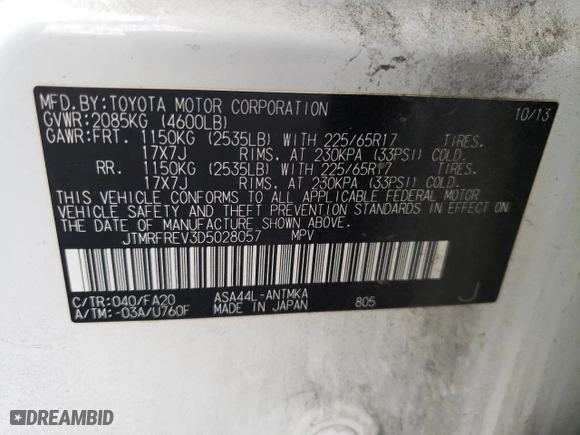 MFD.BY:TOYOTA MOTOR CORPORATION 10/13
GVWR:2085KG (4600LB)
GAWR:FRT. 1150KG (2535LB) WITH 225/65R17 TIRES.
17X7J RIMS. AT 230KPA (33PSI) COLD.
RR. 1150KG (2535LB) WITH 225/65R17 TIRES.
17X7J RIMS. AT 230KPA (33PSI) COLD.
THIS VEHICLE CONFORMS TO ALL APPLICABLE FEDERAL MOTOR
VEHICLE SAFETY AND THEFT PREVENTION STANDARDS IN EFFECT ON
THE DATE OF MANUFACTURE SHOWN ABOVE.
JTMRFREV3D5028057 MPV
C/TR:040/FA20 ASA44L-ANTMKA 805 J
A/TM:-03A/U760F MADE IN JAPAN
DREAMBID